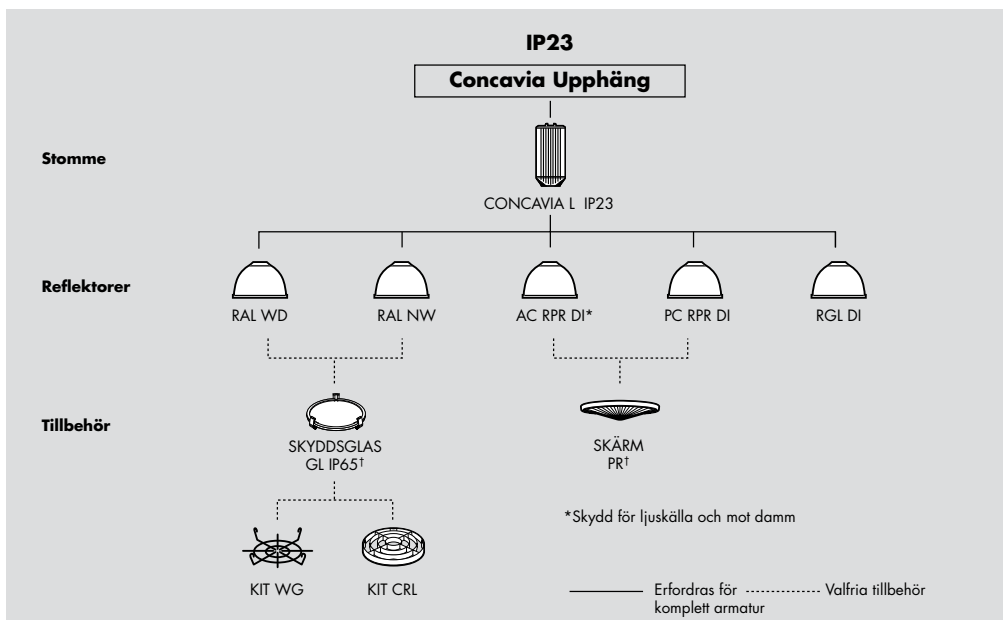 IP23
Concavia Upphäng
Stomme
CONCAVIA L IP23
Reflektorer
RAL WD
RAL NW
AC RPR DI*
PC RPR DI
RGL DI
Tillbehör
SKYDDSGLAS
GL IP65†
SKÄRM
PR†
*Skydd för ljuskälla och mot damm
KIT WG
KIT CRL
Erfordras för
komplett armatur
Valfria tillbehör